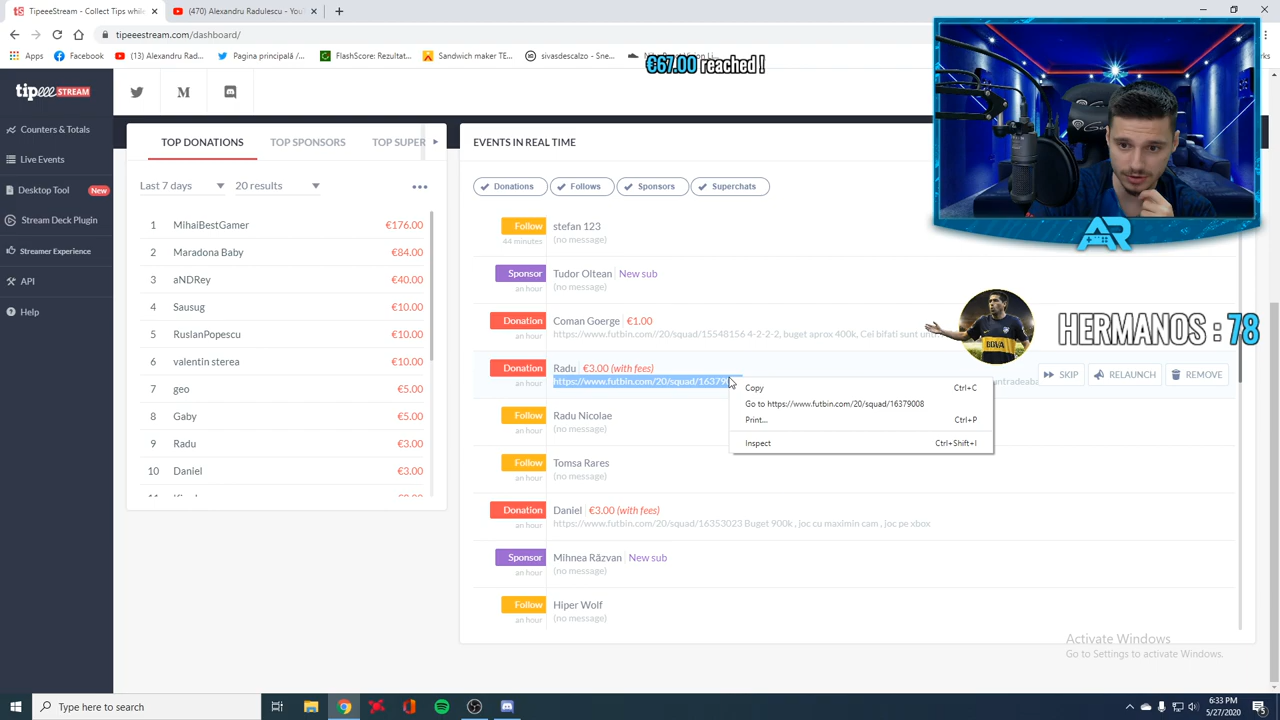 TipeeeStream - Collect Tips while
(70) Alexandru Radulescu - You
tipeeestream.com/dashboard/
Apps
Facebook
(13) Alexandru Rad...
Pagina principală /...
FlashScore: Rezultat...
Sandwich maker TE...
sivasdescalzo - Sne...
€67.00 reached !
tipeee STREAM
Counters & Totals
Live Events
Desktop Tool
New
Stream Deck Plugin
Streamer Experience
API
Help
TOP DONATIONS
TOP SPONSORS
TOP SUPER
Last 7 days
20 results
1 MihaiBestGamer €176.00
2 Maradona Baby €84.00
3 aNDRey €40.00
4 Sausug €10.00
5 RuslanPopescu €10.00
6 valentin sterea €10.00
7 geo €5.00
8 Gaby €5.00
9 Radu €3.00
10 Daniel €3.00
EVENTS IN REAL TIME
Donations
Follows
Sponsors
Superchats
Follow stefan 123
44 minutes (no message)
Sponsor Tudor Oltean New sub
an hour (no message)
Donation Coman Goerge €1.00
an hour https://www.futbin.com//20/squad/15548156 4-2-2-2, buget aprox 400k, Cei bifati sunt untr
Donation Radu €3.00 (with fees)
an hour https://www.futbin.com/20/squad/163790 untradeaba
SKIP
RELAUNCH
REMOVE
Copy Ctrl+C
Go to https://www.futbin.com/20/squad/16379008
Print... Ctrl+P
Inspect Ctrl+Shift+I
Follow Radu Nicolae
an hour (no message)
Follow Tomsa Rares
an hour (no message)
Donation Daniel €3.00 (with fees)
an hour https://www.futbin.com/20/squad/16353023 Buget 900k , joc cu maximin cam , joc pe xbox
Sponsor Mihnea Răzvan New sub
an hour (no message)
Follow Hiper Wolf
an hour (no message)
AR
HERMANOS : 78
Activate Windows
Go to Settings to activate Windows.
Type here to search
6:33 PM
5/27/2020